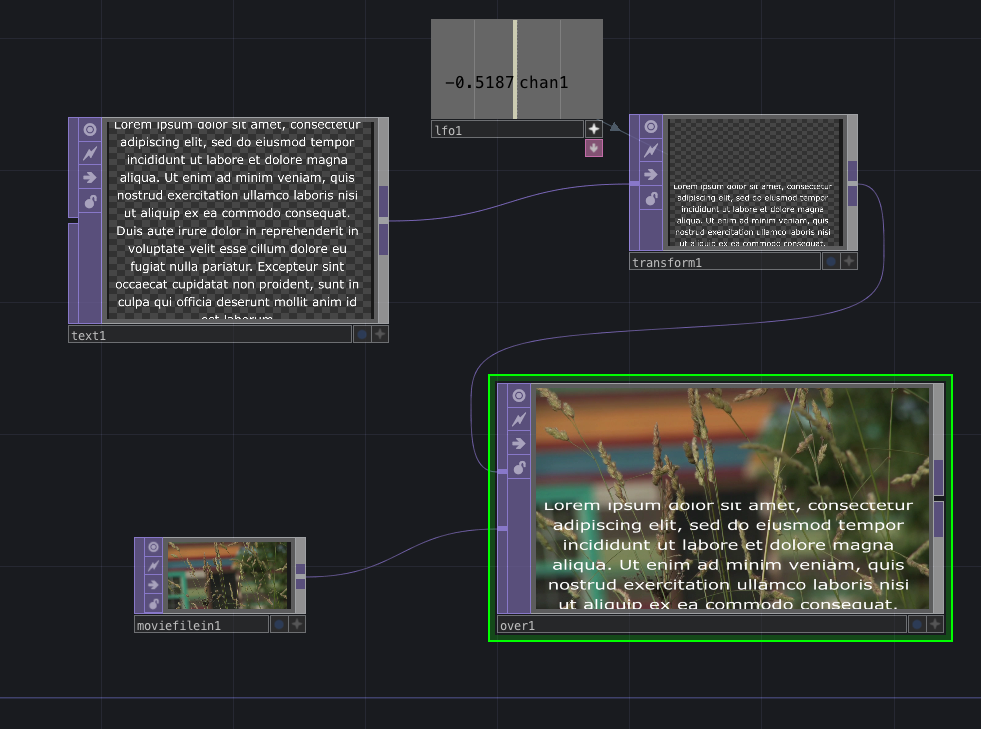 -0.5187 chan1
lfo1
Lorem ipsum dolor sit amet, consectetur
adipiscing elit, sed do eiusmod tempor
incididunt ut labore et dolore magna
aliqua. Ut enim ad minim veniam, quis
nostrud exercitation ullamco laboris nisi
ut aliquip ex ea commodo consequat.
Duis aute irure dolor in reprehenderit in
voluptate velit esse cillum dolore eu
fugiat nulla pariatur. Excepteur sint
occaecat cupidatat non proident, sunt in
culpa qui officia deserunt mollit anim id
est laborum.
text1
Lorem ipsum dolor sit amet, consectetur
adipiscing elit, sed do eiusmod tempor
incididunt ut labore et dolore magna
aliqua. Ut enim ad minim veniam, quis
nostrud exercitation ullamco laboris nisi
ut aliquip ex ea commodo consequat.
transform1
Lorem ipsum dolor sit amet, consectetur
adipiscing elit, sed do eiusmod tempor
incididunt ut labore et dolore magna
aliqua. Ut enim ad minim veniam, quis
nostrud exercitation ullamco laboris nisi
ut aliquip ex ea commodo consequat.
over1
moviefilein1